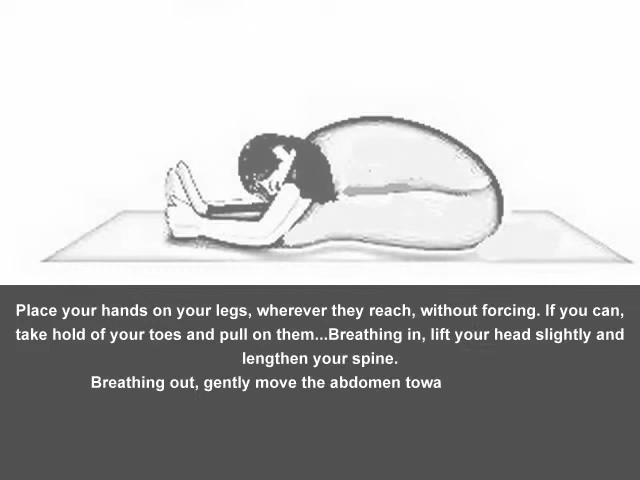 Place your hands on your legs, wherever they reach, without forcing. If you can,
take hold of your toes and pull on them...Breathing in, lift your head slightly and
lengthen your spine.
Breathing out, gently move the abdomen towa